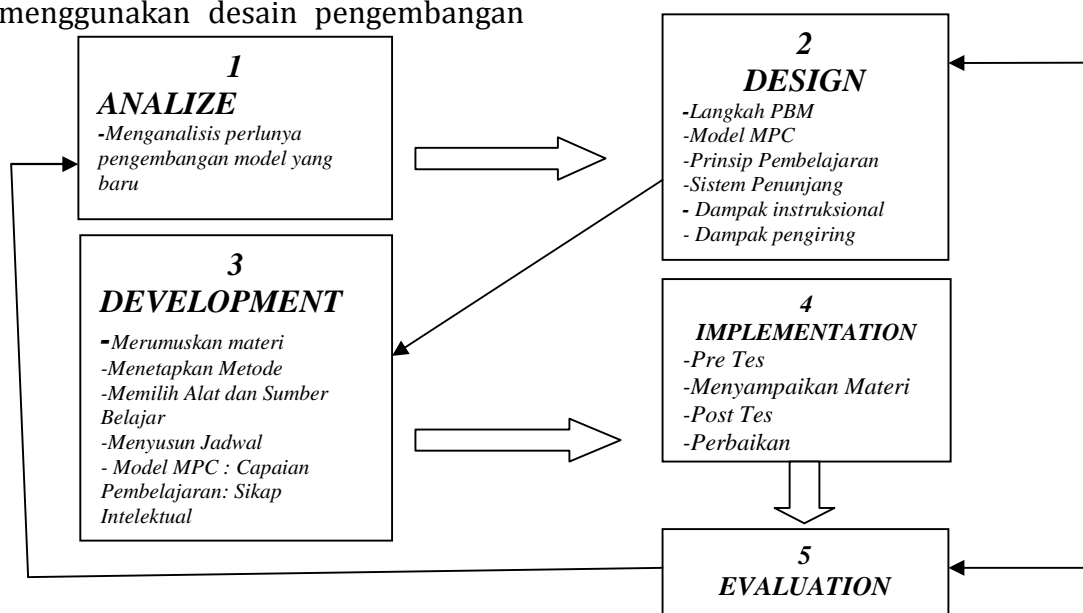 menggunakan desain pengembangan
1
ANALIZE
-Menganalisis perlunya
pengembangan model yang
baru
2
DESIGN
-Langkah PBM
-Model MPC
-Prinsip Pembelajaran
-Sistem Penunjang
- Dampak instruksional
- Dampak pengiring
3
DEVELOPMENT
-Merumuskan materi
-Menetapkan Metode
-Memilih Alat dan Sumber
Belajar
-Menyusun Jadwal
- Model MPC : Capaian
Pembelajaran: Sikap
Intelektual
4
IMPLEMENTATION
-Pre Tes
-Menyampaikan Materi
-Post Tes
-Perbaikan
5
EVALUATION